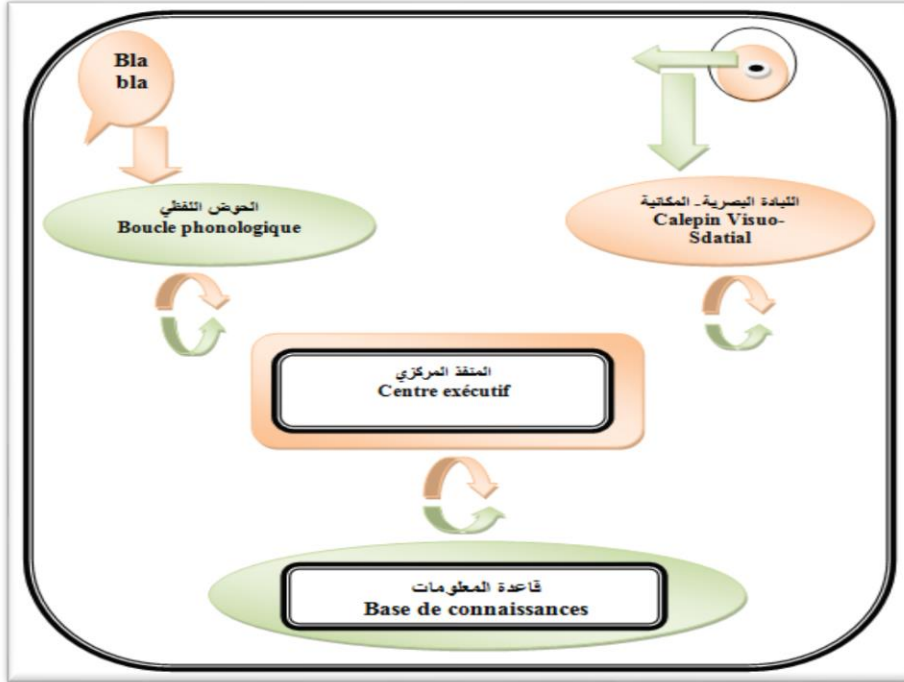 Bla
bla
الحوض اللفظي
Boucle phonologique
اللبادة البصرية- المكانية
Calepin Visuo-
Sdatial
المنفذ المركزي
Centre exécutif
قاعدة المعلومات
Base de connaissances